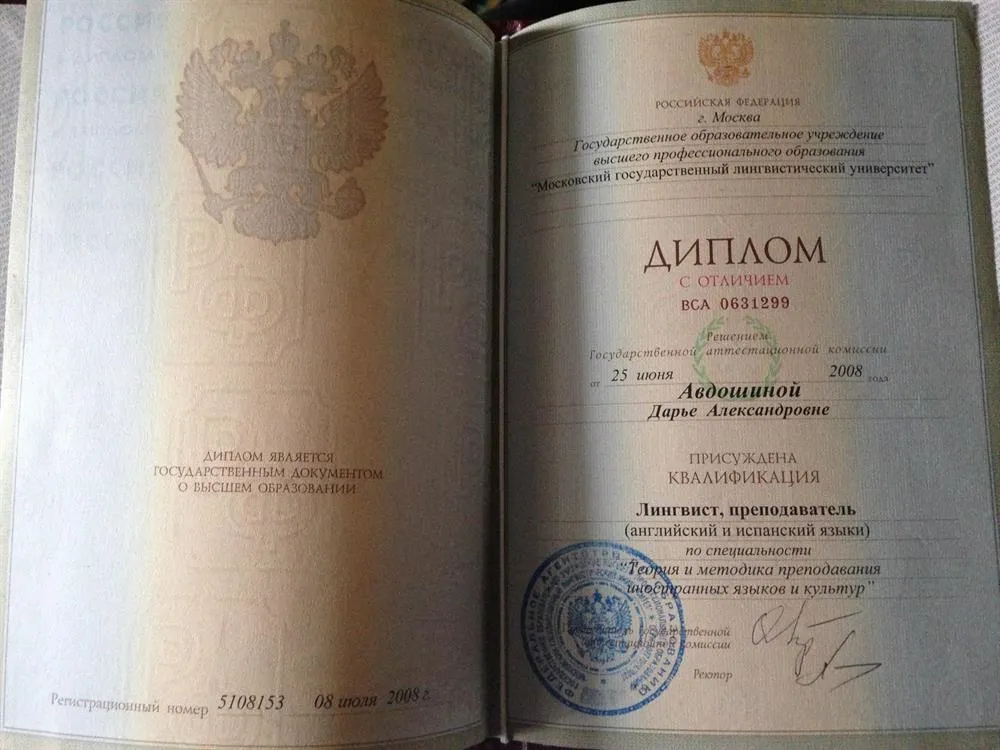 ДИПЛОМ ЯВЛЯЕТСЯ
ГОСУДАРСТВЕННЫМ ДОКУМЕНТОМ
О ВЫСШЕМ ОБРАЗОВАНИИ
Регистрационный номер 5108153 08 июля 2008 г.
РОССИЙСКАЯ ФЕДЕРАЦИЯ
г. Москва
Государственное образовательное учреждение
высшего профессионального образования
"Московский государственный лингвистический университет"
ДИПЛОМ
С ОТЛИЧИЕМ
ВСА 0631299
Решением
Государственной аттестационной комиссии
от 25 июня 2008 года
Авдошиной
Дарье Александровне
ПРИСУЖДЕНА
КВАЛИФИКАЦИЯ
Лингвист, преподаватель
(английский и испанский языки)
по специальности
"Теория и методика преподавания
иностранных языков и культур"
Государственной
комиссии
Ректор